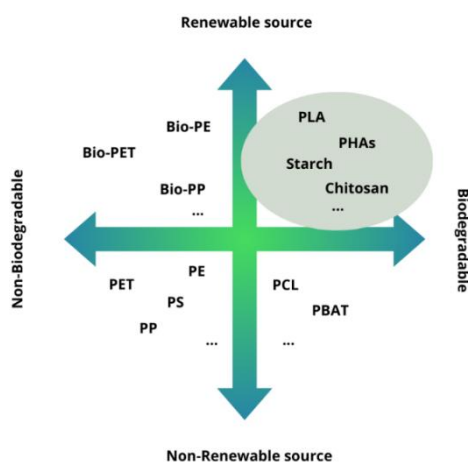 Renewable source
PLA
Bio-PE
PHAs
Bio-PET
Starch
Bio-PP
Chitosan
...
...
Non-Biodegradable
Biodegradable
PE
PET
PCL
PS
PBAT
PP
...
...
Non-Renewable source